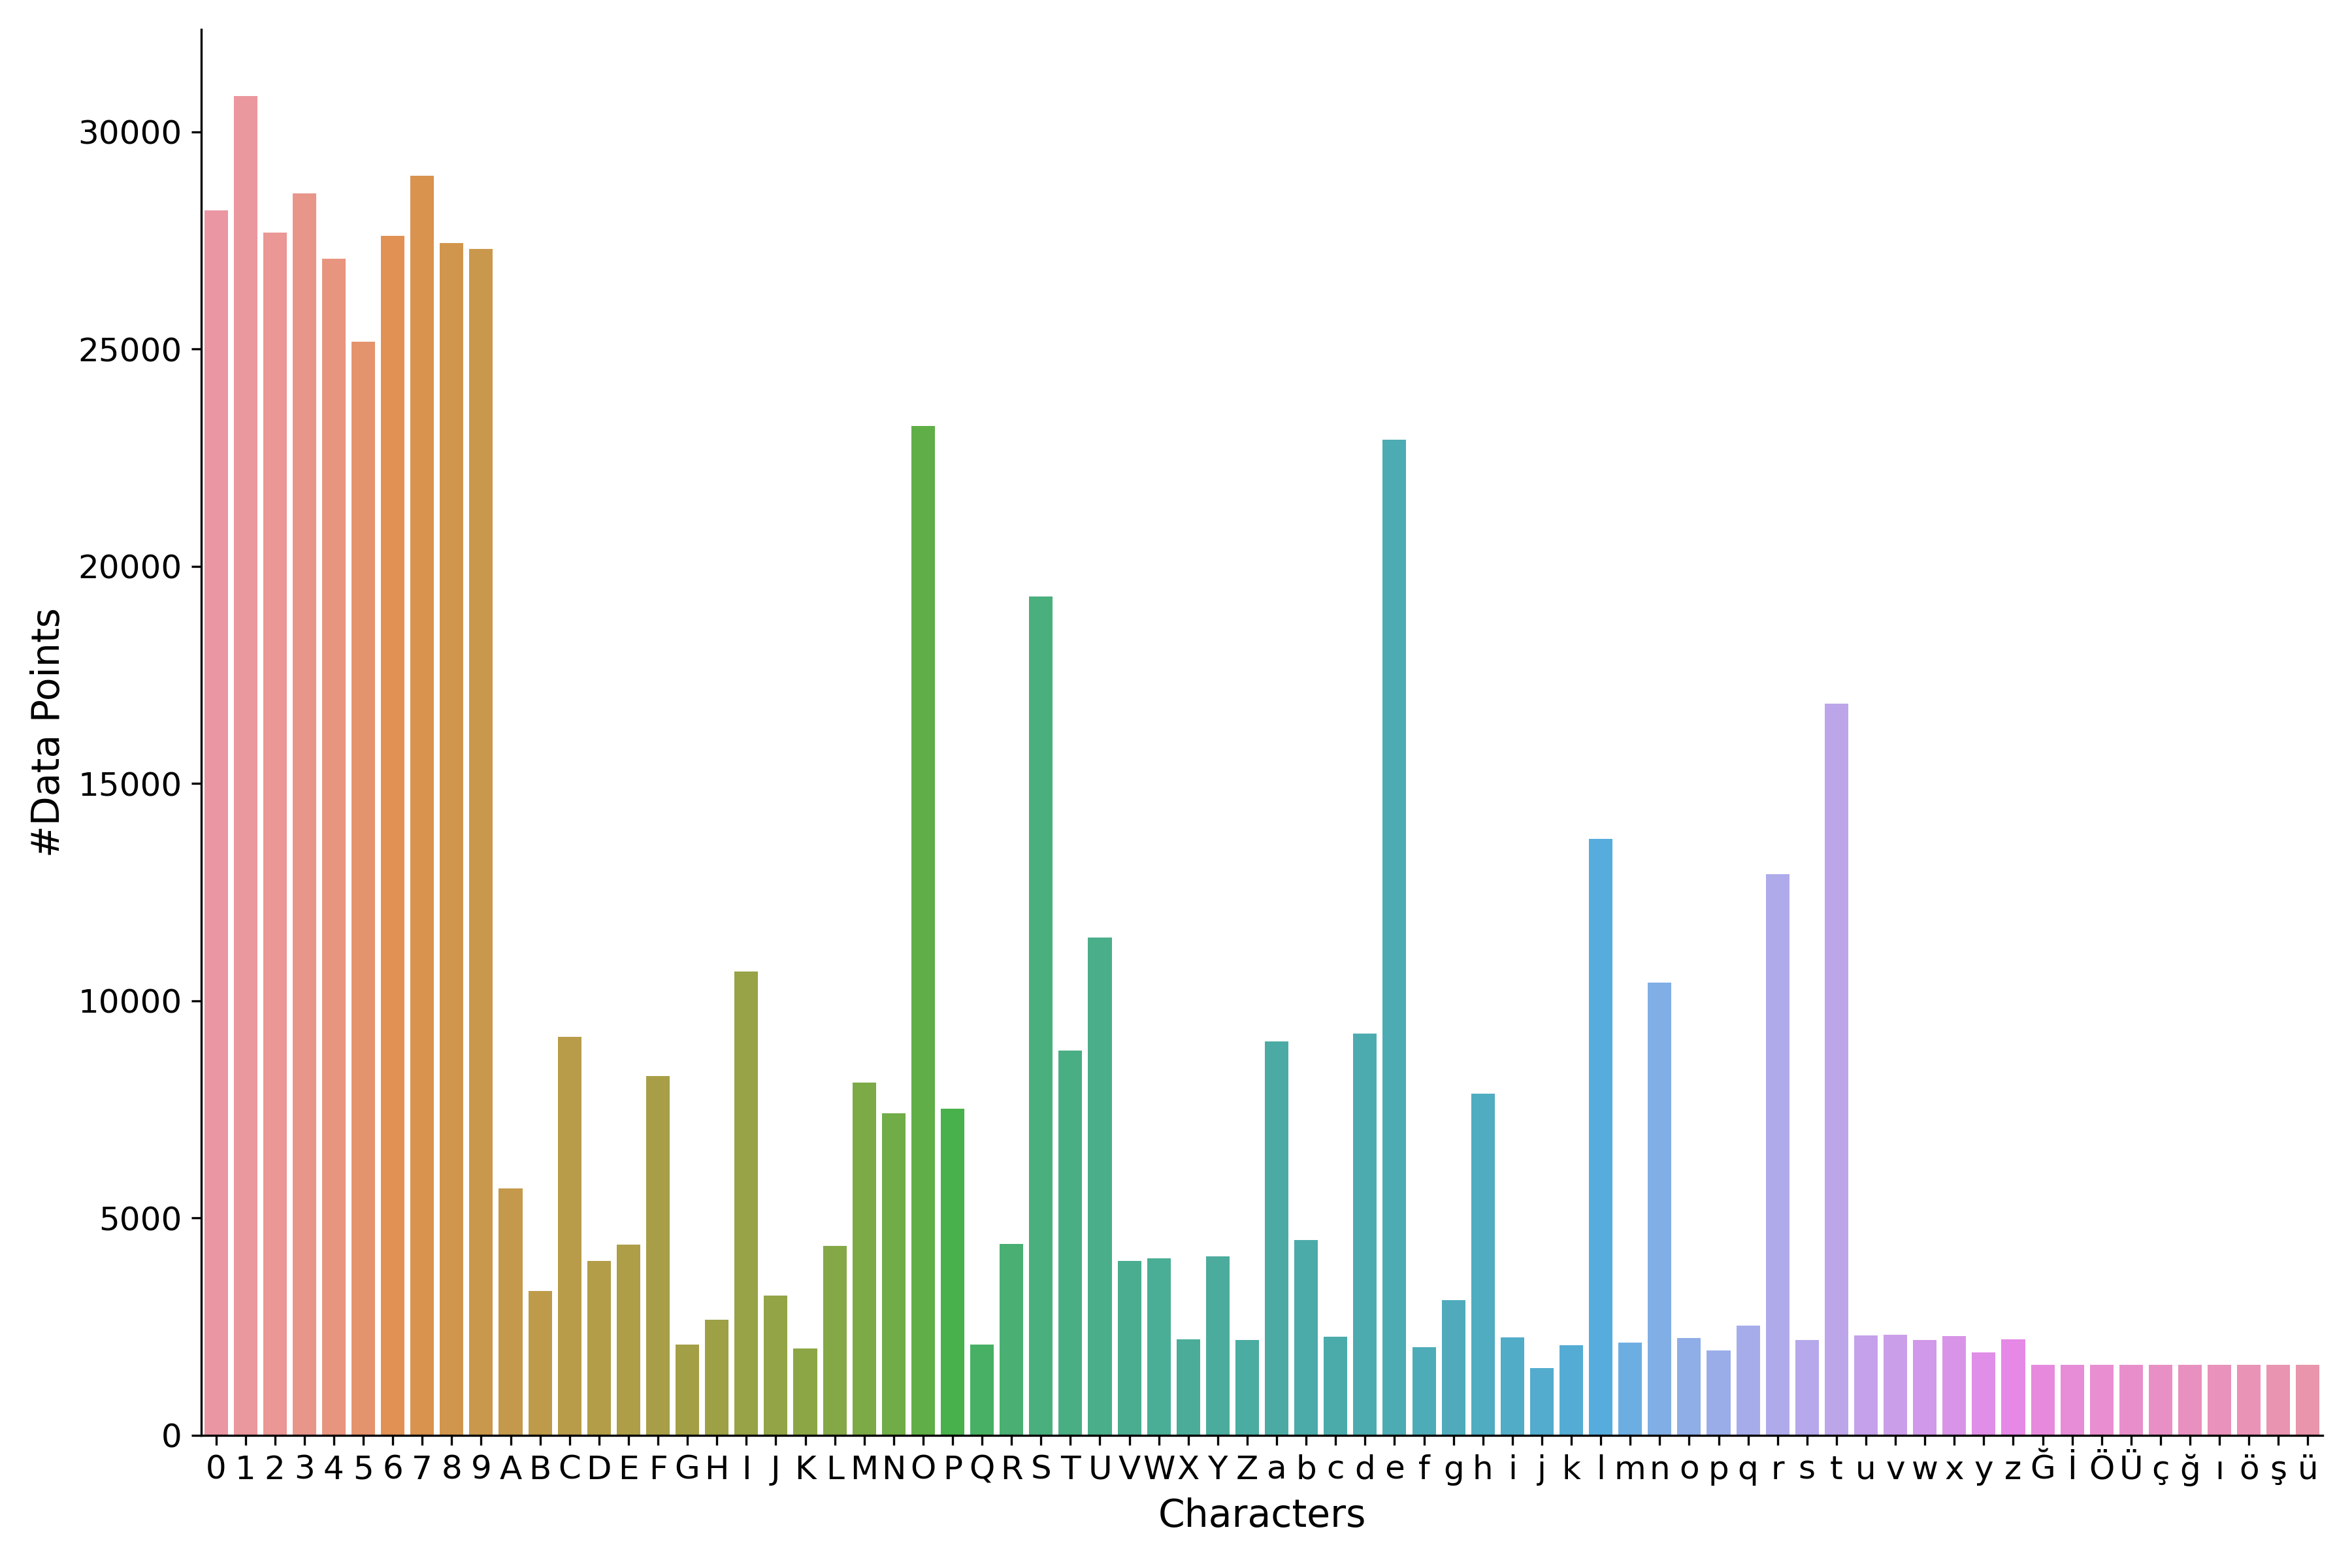 30000
25000
20000
15000
10000
5000
0
#Data Points
0 1 2 3 4 5 6 7 8 9 A B C D E F G H I J K L M N O P Q R S T U V W X Y Z a b c d e f g h i j k l m n o p q r s t u v w x y z Ğ İ Ö Ü ç ğ ı ö ş ü
Characters